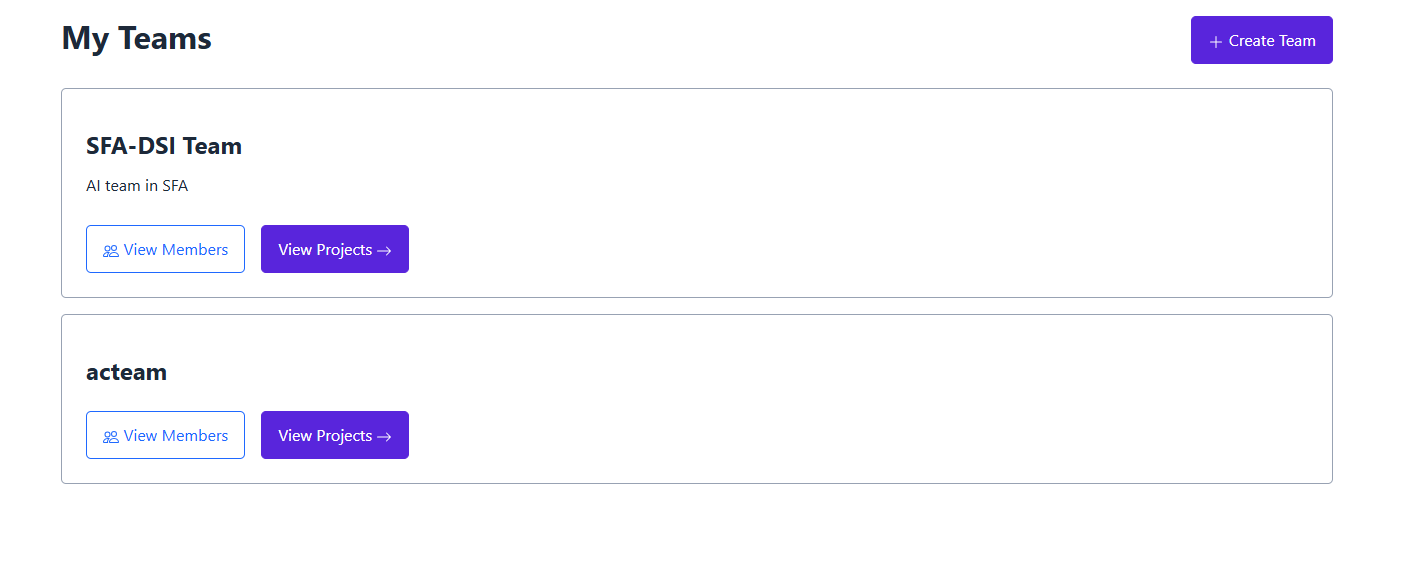 My Teams
+ Create Team
SFA-DSI Team
AI team in SFA
View Members
View Projects →
acteam
View Members
View Projects →